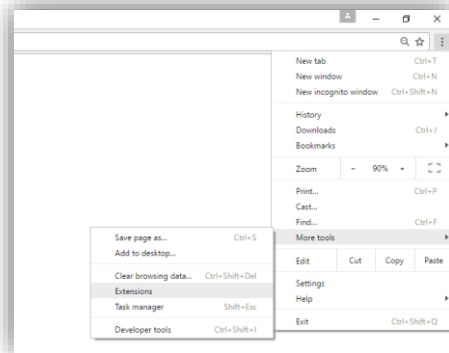 New tab Ctrl+T
New window Ctrl+N
New incognito window Ctrl+Shift+N
History
Downloads Ctrl+J
Bookmarks
Zoom - 90% +
Print... Ctrl+P
Cast...
Find... Ctrl+F
More tools
Edit Cut Copy Paste
Settings
Help
Exit Ctrl+Shift+Q
Save page as... Ctrl+S
Add to desktop...
Clear browsing data... Ctrl+Shift+Del
Extensions
Task manager Shift+Esc
Developer tools Ctrl+Shift+I